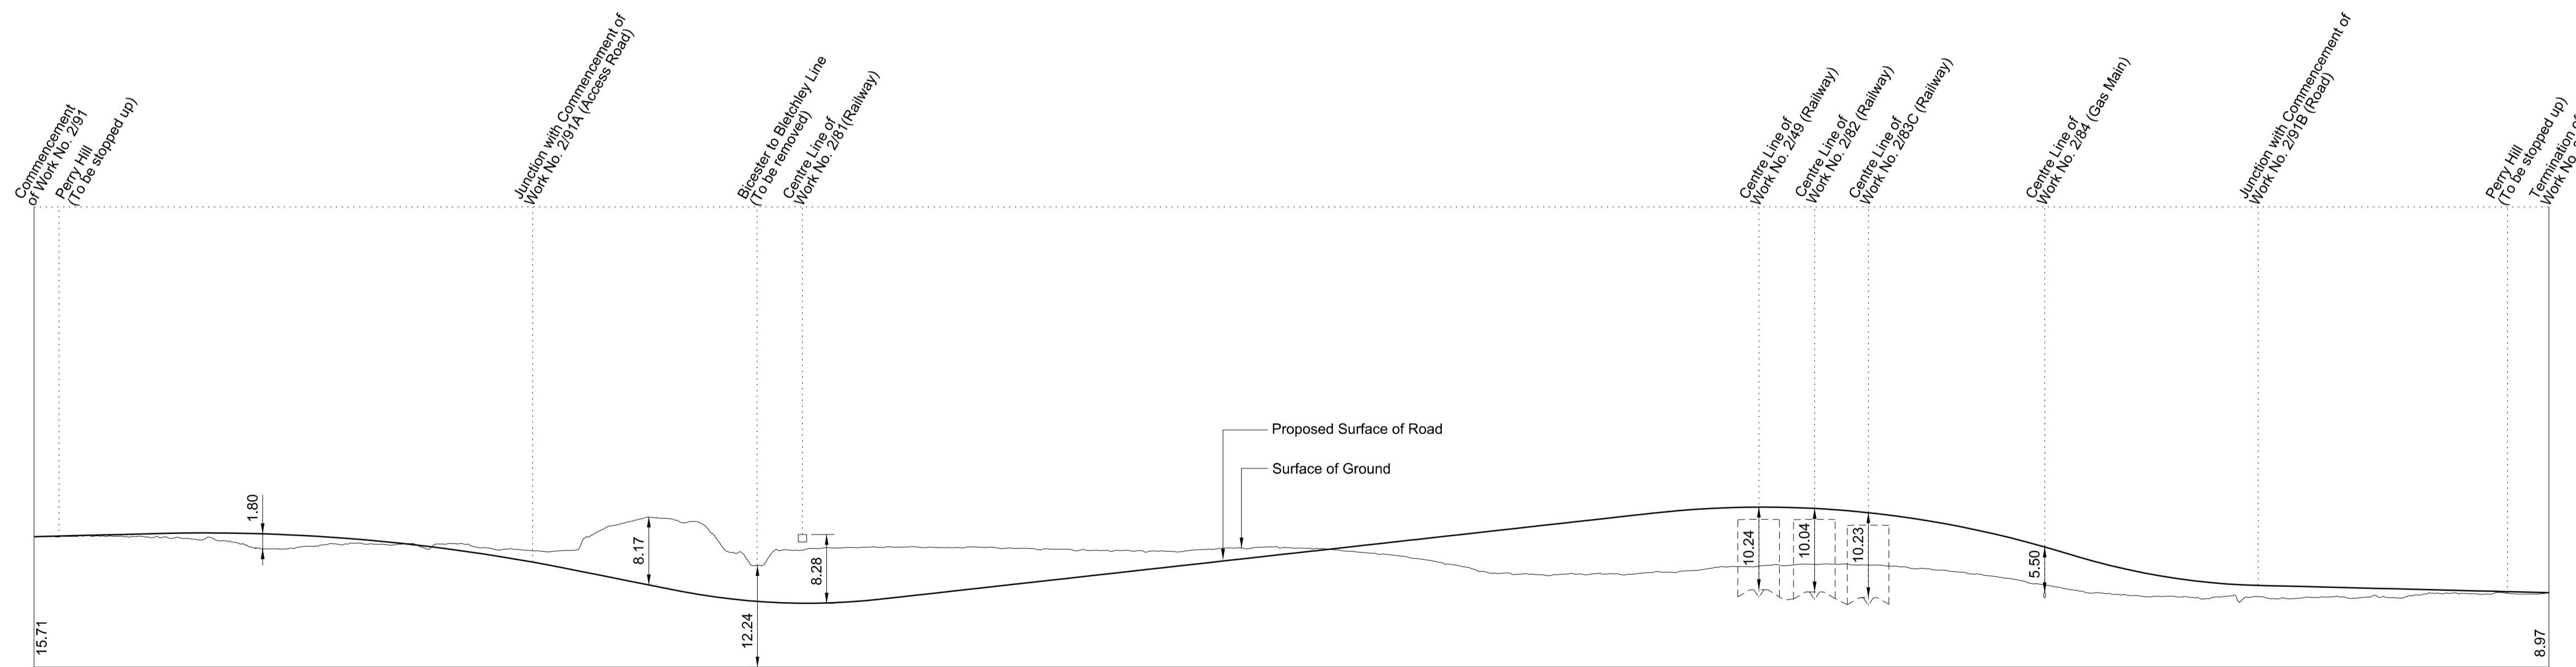 Commencement
of Work No. 2/91
Perry Hill
(To be stopped up)
Junction with Commencement of
Work No. 2/91A (Access Road)
Bicester to Bletchley Line
(To be removed)
Centre Line of
Work No. 2/81(Railway)
Centre Line of
Work No. 2/49 (Railway)
Centre Line of
Work No. 2/82 (Railway)
Centre Line of
Work No. 2/83C (Railway)
Centre Line of
Work No. 2/84 (Gas Main)
Junction with Commencement of
Work No. 2/91B (Road)
Perry Hill
(To be stopped up)
Termination of
Work No.
Proposed Surface of Road
Surface of Ground
1.80
8.17
8.28
10.24
10.04
10.23
5.50
15.71
12.24
8.97